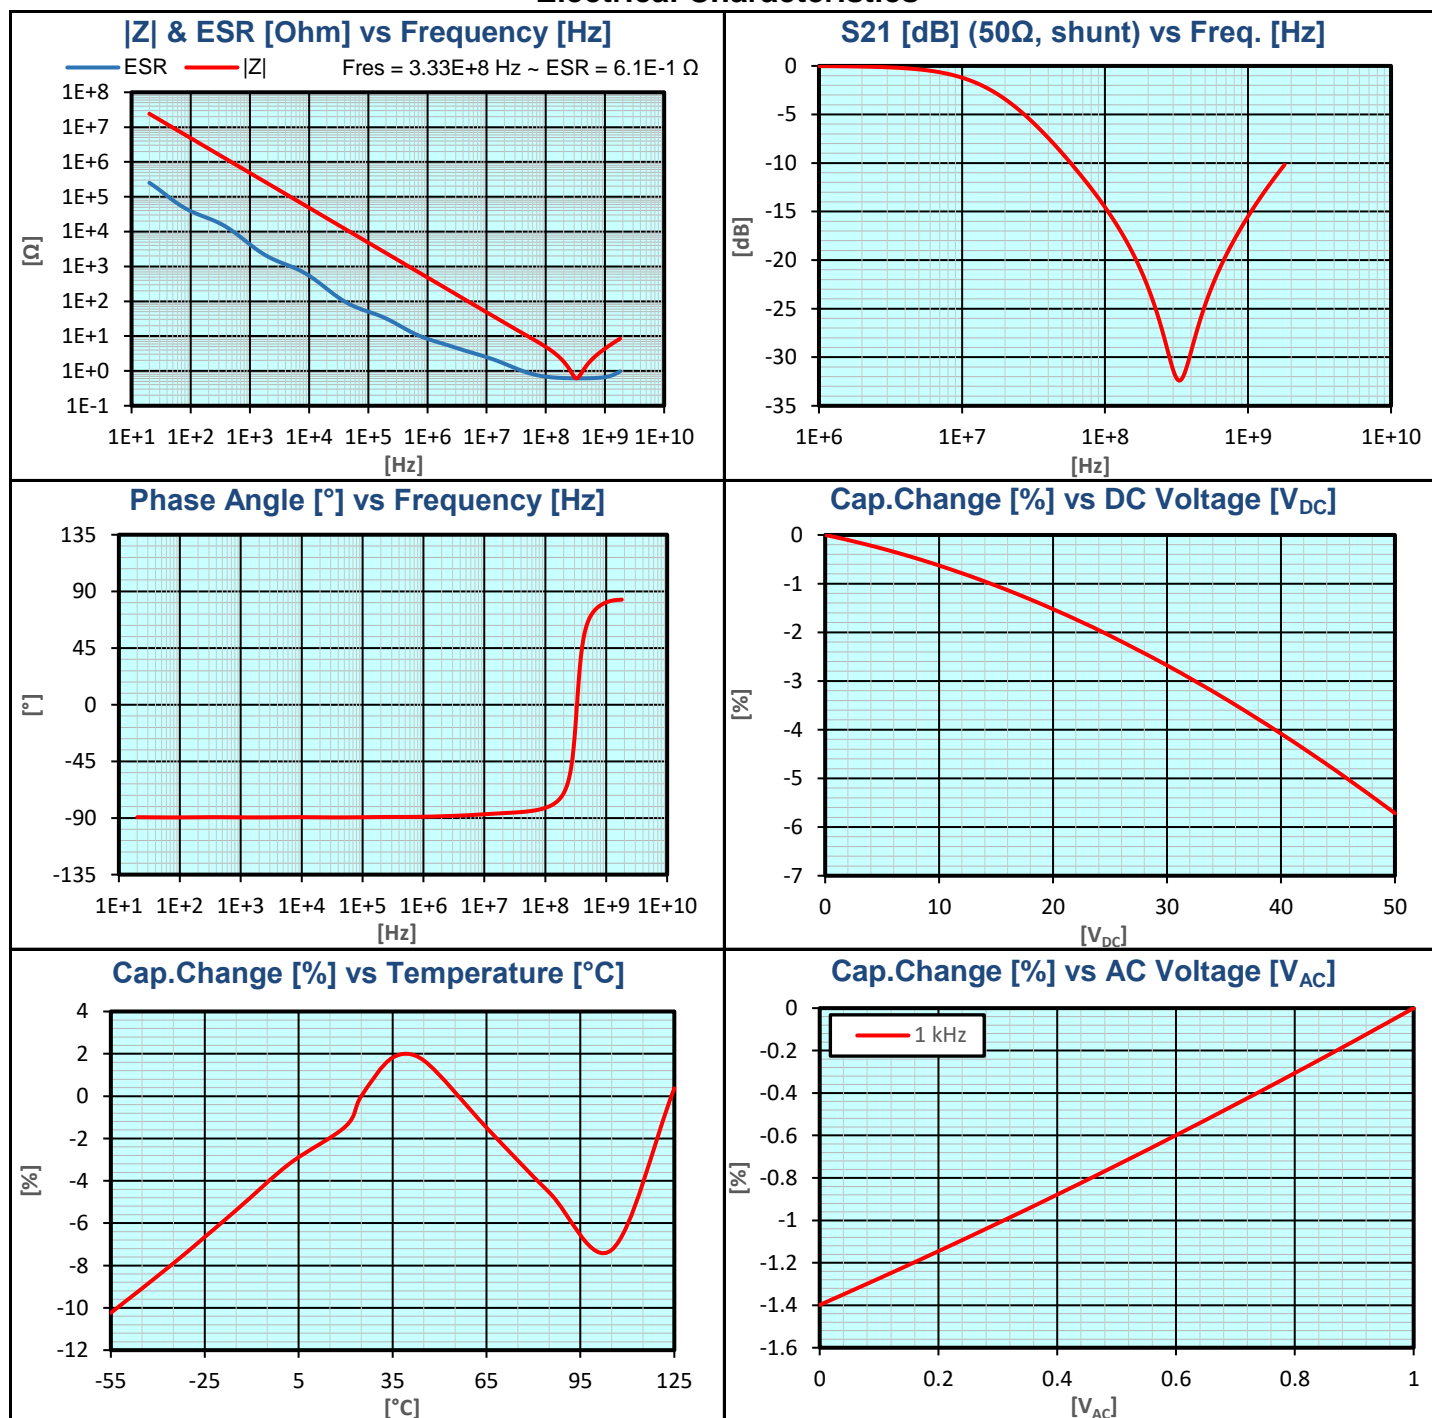 Electrical Characteristics
|Z| & ESR [Ohm] vs Frequency [Hz]
ESR |Z| Fres = 3.33E+8 Hz ~ ESR = 6.1E-1 Ω
1E+8
1E+7
1E+6
1E+5
1E+4
1E+3
1E+2
1E+1
1E+0
1E-1
[Ω]
1E+1 1E+2 1E+3 1E+4 1E+5 1E+6 1E+7 1E+8 1E+9 1E+10
[Hz]
S21 [dB] (50Ω, shunt) vs Freq. [Hz]
0
-5
-10
-15
-20
-25
-30
-35
[dB]
1E+6 1E+7 1E+8 1E+9 1E+10
[Hz]
Phase Angle [°] vs Frequency [Hz]
135
90
45
0
-45
-90
-135
[°]
1E+1 1E+2 1E+3 1E+4 1E+5 1E+6 1E+7 1E+8 1E+9 1E+10
[Hz]
Cap.Change [%] vs DC Voltage [VDC]
0
-1
-2
-3
-4
-5
-6
-7
[%]
0 10 20 30 40 50
[VDC]
Cap.Change [%] vs Temperature [°C]
4
2
0
-2
-4
-6
-8
-10
-12
[%]
-55 -25 5 35 65 95 125
[°C]
Cap.Change [%] vs AC Voltage [VAC]
1 kHz
0
-0.2
-0.4
-0.6
-0.8
-1
-1.2
-1.4
-1.6
[%]
0 0.2 0.4 0.6 0.8 1
[VAC]